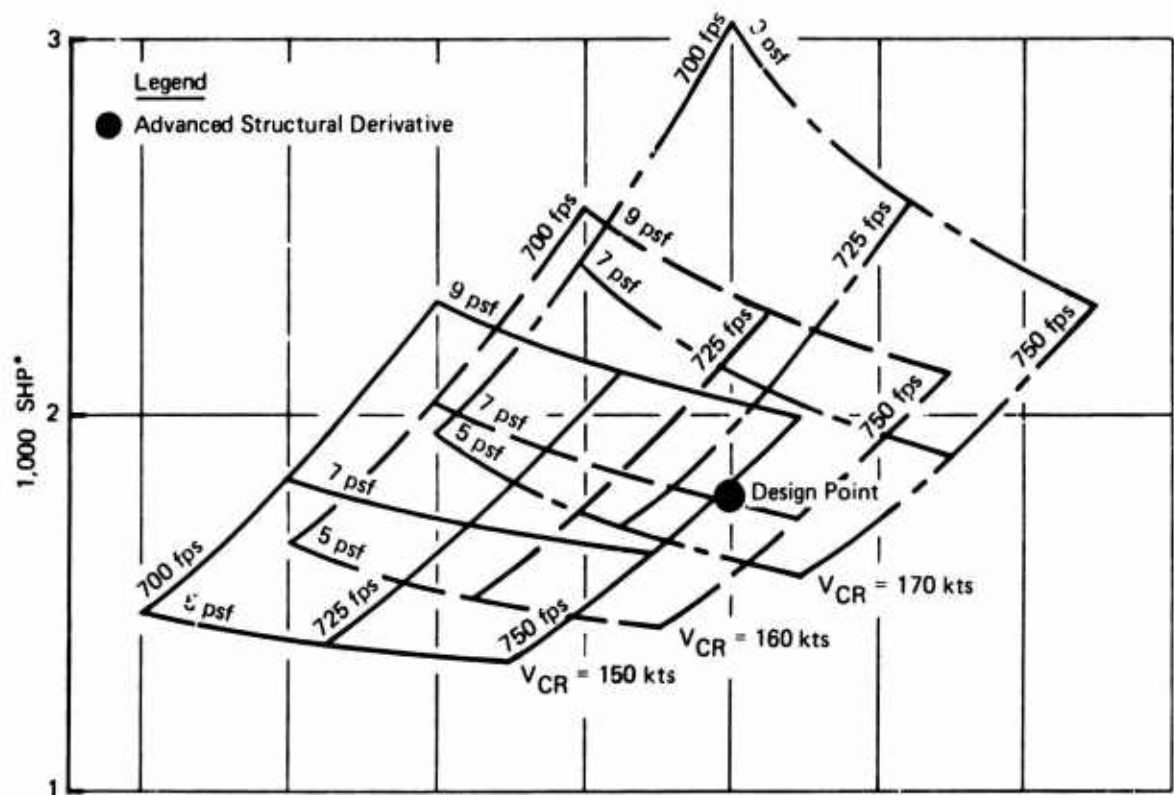 3
Legend
Advanced Structural Derivative
700 fps
psf
700 fps
9 psf
725 fps
7 psf
9 psf
725 fps
750 fps
2
7 psf
750 fps
5 psf
1,000 SHP*
Design Point
7 psf
5 psf
700 fps
V_CR = 170 kts
psf
725 fps
750 fps
V_CR = 160 kts
V_CR = 150 kts
1